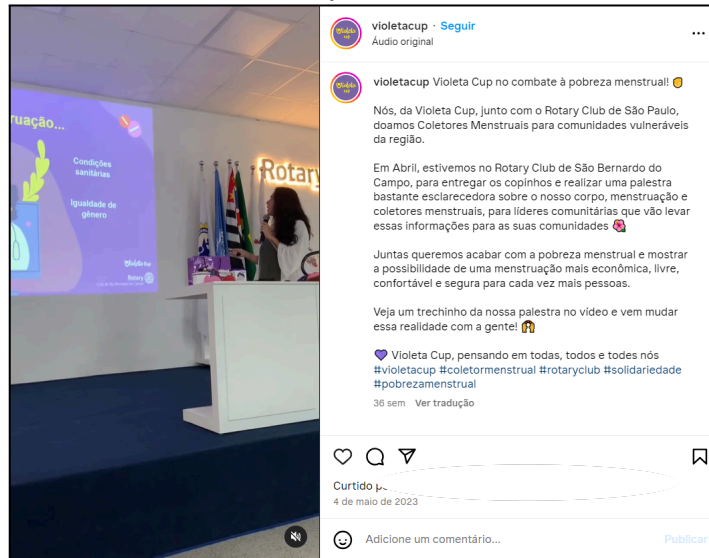 violetacup · Seguir
Áudio original
violetacup Violeta Cup no combate à pobreza menstrual! ✊
Nós, da Violeta Cup, junto com o Rotary Club de São Paulo,
doamos Coletores Menstruais para comunidades vulneráveis
da região.
Em Abril, estivemos no Rotary Club de São Bernardo do
Campo, para entregar os copinhos e realizar uma palestra
bastante esclarecedora sobre o nosso corpo, menstruação e
coletores menstruais, para líderes comunitárias que vão levar
essas informações para as suas comunidades 🌺
Juntas queremos acabar com a pobreza menstrual e mostrar
a possibilidade de uma menstruação mais econômica, livre,
confortável e segura para cada vez mais pessoas.
Veja um trechinho da nossa palestra no vídeo e vem mudar
essa realidade com a gente! 🙌
💜 Violeta Cup, pensando em todas, todos e todes nós
#violetacup #coletormenstrual #rotaryclub #solidariedade
#pobrezamenstrual
36 sem Ver tradução
Curtido
4 de maio de 2023
Adicione um comentário...
Publicar
ruação...
Condições
sanitárias
Igualdade de
gênero
Violeta cup
Rotary
Rotary